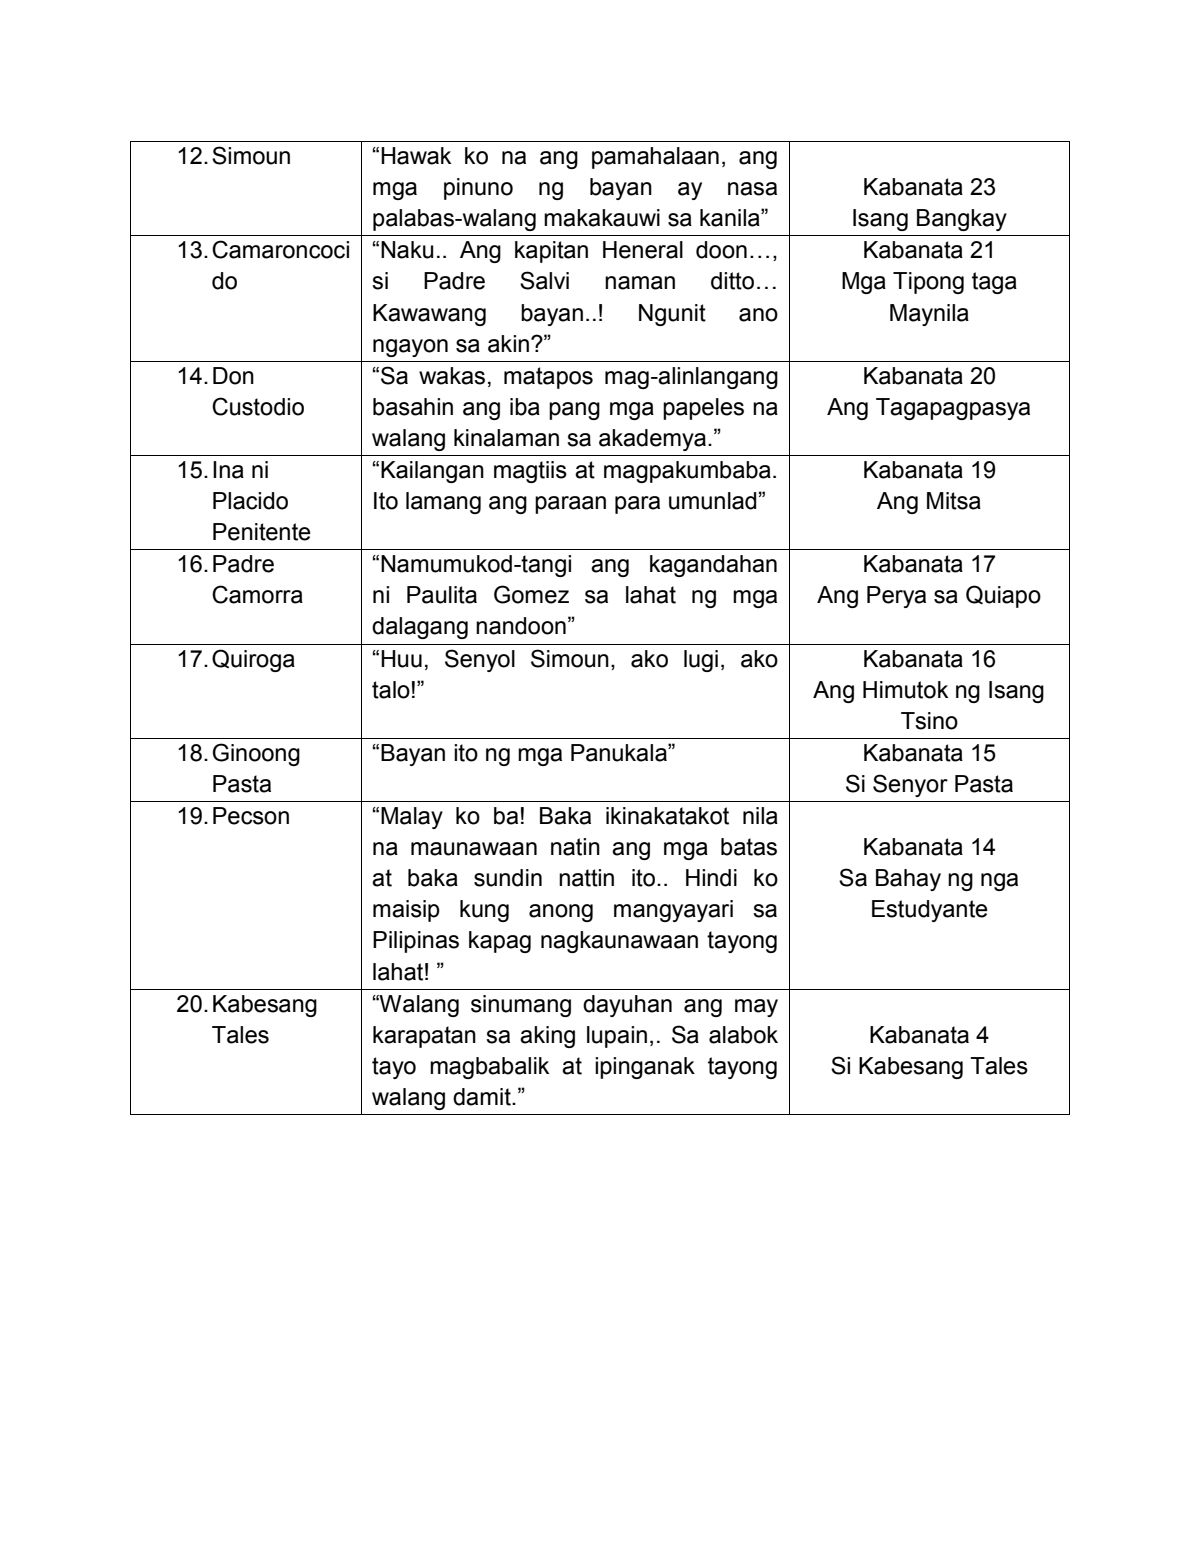 12. Simoun
“Hawak ko na ang pamahalaan, ang
mga pinuno ng bayan ay nasa
palabas-walang makakauwi sa kanila”
Kabanata 23
Isang Bangkay
13. Camaroncoci
do
“Naku.. Ang kapitan Heneral doon…,
si Padre Salvi naman ditto…
Kawawang bayan..! Ngunit ano
ngayon sa akin?”
Kabanata 21
Mga Tipong taga
Maynila
14. Don
Custodio
“Sa wakas, matapos mag-alinlangang
basahin ang iba pang mga papeles na
walang kinalaman sa akademya.”
Kabanata 20
Ang Tagapagpasya
15. Ina ni
Placido
Penitente
“Kailangan magtiis at magpakumbaba.
Ito lamang ang paraan para umunlad”
Kabanata 19
Ang Mitsa
16. Padre
Camorra
“Namumukod-tangi ang kagandahan
ni Paulita Gomez sa lahat ng mga
dalagang nandoon”
Kabanata 17
Ang Perya sa Quiapo
17. Quiroga
“Huu, Senyol Simoun, ako lugi, ako
talo!”
Kabanata 16
Ang Himutok ng Isang
Tsino
18. Ginoong
Pasta
“Bayan ito ng mga Panukala”
Kabanata 15
Si Senyor Pasta
19. Pecson
“Malay ko ba! Baka ikinakatakot nila
na maunawaan natin ang mga batas
at baka sundin nattin ito.. Hindi ko
maisip kung anong mangyayari sa
Pilipinas kapag nagkaunawaan tayong
lahat! ”
Kabanata 14
Sa Bahay ng nga
Estudyante
20. Kabesang
Tales
“Walang sinumang dayuhan ang may
karapatan sa aking lupain,. Sa alabok
tayo magbabalik at ipinganak tayong
walang damit.”
Kabanata 4
Si Kabesang Tales